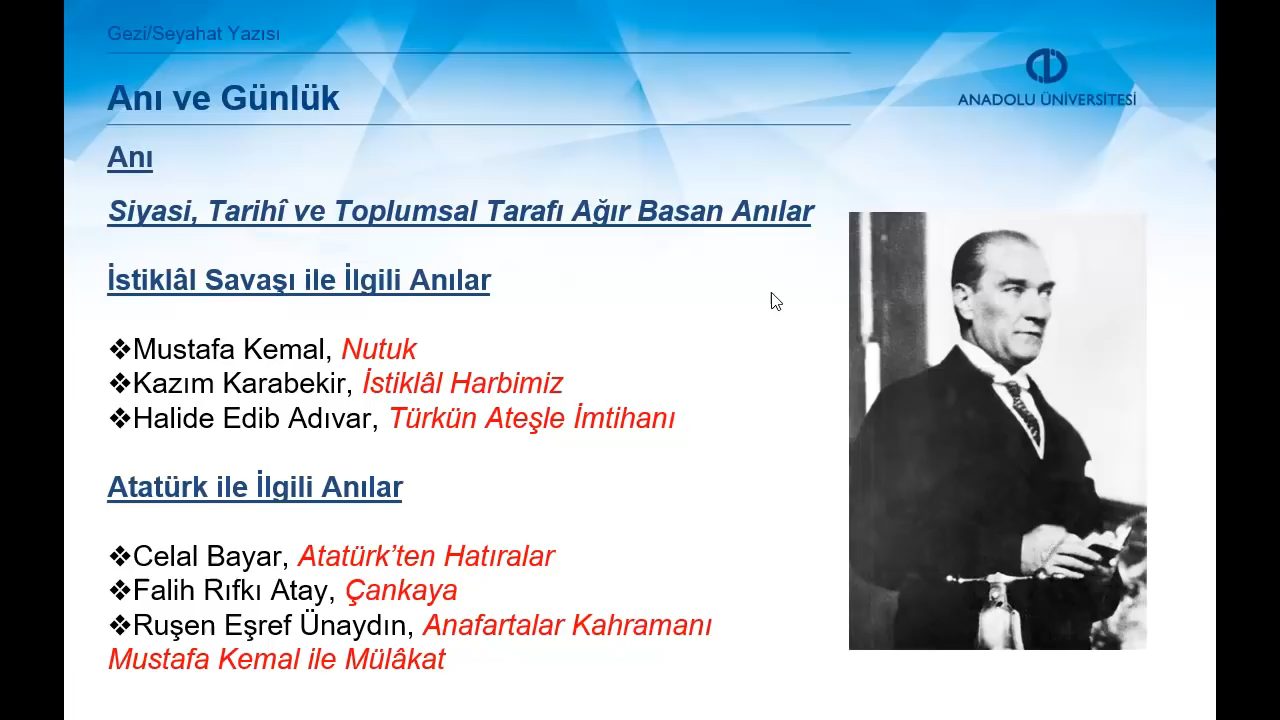 Gezi/Seyahat Yazısı
Anı ve Günlük
ANADOLU ÜNİVERSİTESİ
Anı
Siyasi, Tarihî ve Toplumsal Tarafı Ağır Basan Anılar
İstiklâl Savaşı ile İlgili Anılar
❖Mustafa Kemal, Nutuk
❖Kazım Karabekir, İstiklâl Harbimiz
❖Halide Edib Adıvar, Türkün Ateşle İmtihanı
Atatürk ile İlgili Anılar
❖Celal Bayar, Atatürk’ten Hatıralar
❖Falih Rıfkı Atay, Çankaya
❖Ruşen Eşref Ünaydın, Anafartalar Kahramanı
Mustafa Kemal ile Mülâkat